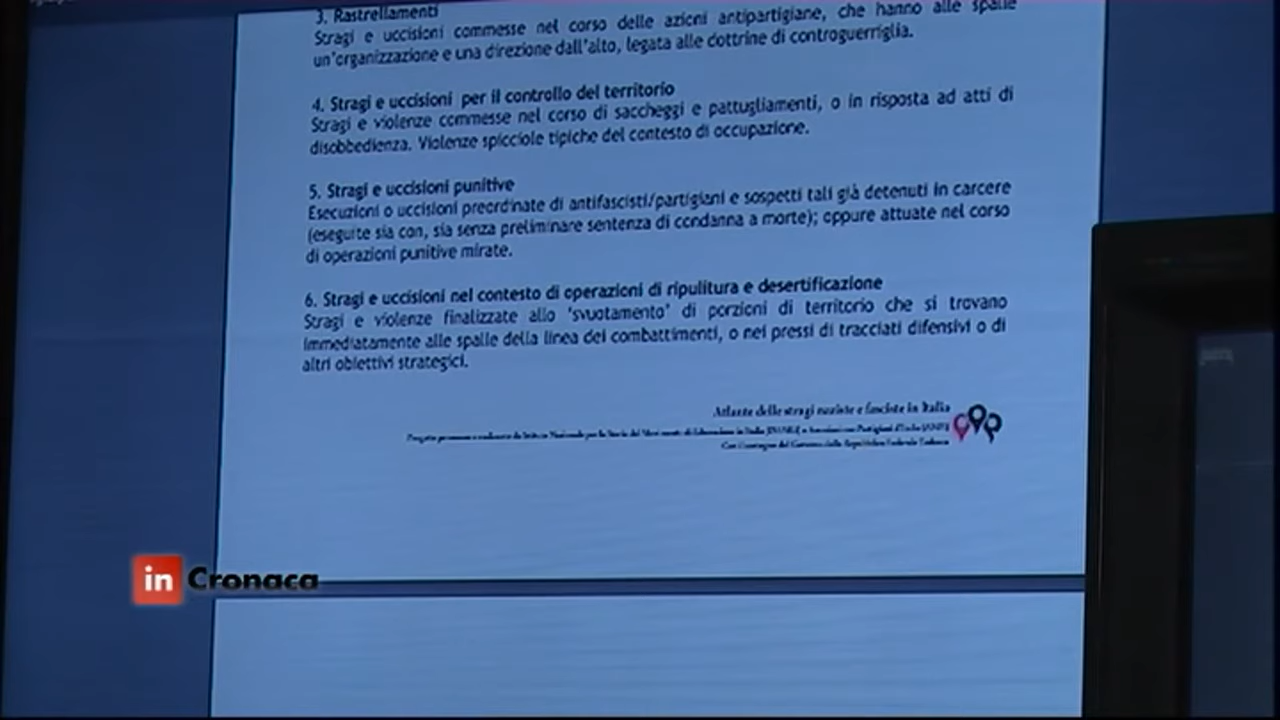 3. Rastrellamenti
Stragi e uccisioni commesse nel corso delle azioni antipartigiane, che hanno alle spalle
un'organizzazione e una direzione dall'alto, legata alle dottrine di controguerriglia.
4. Stragi e uccisioni per il controllo del territorio
Stragi e violenze commesse nel corso di saccheggi e pattugliamenti, o in risposta ad atti di
disobbedienza. Violenze spicciole tipiche del contesto di occupazione.
5. Stragi e uccisioni punitive
Esecuzioni o uccisioni preordinate di antifascisti/partigiani e sospetti tali già detenuti in carcere
(eseguite sia con, sia senza preliminare sentenza di condanna a morte); oppure attuate nel corso
di operazioni punitive mirate.
6. Stragi e uccisioni nel contesto di operazioni di ripulitura e desertificazione
Stragi e violenze finalizzate allo 'svuotamento' di porzioni di territorio che si trovano
immediatamente alle spalle della linea dei combattimenti, o nei pressi di tracciati difensivi o di
altri obiettivi strategici.
Atlante delle stragi naziste e fasciste in Italia
in Cronaca